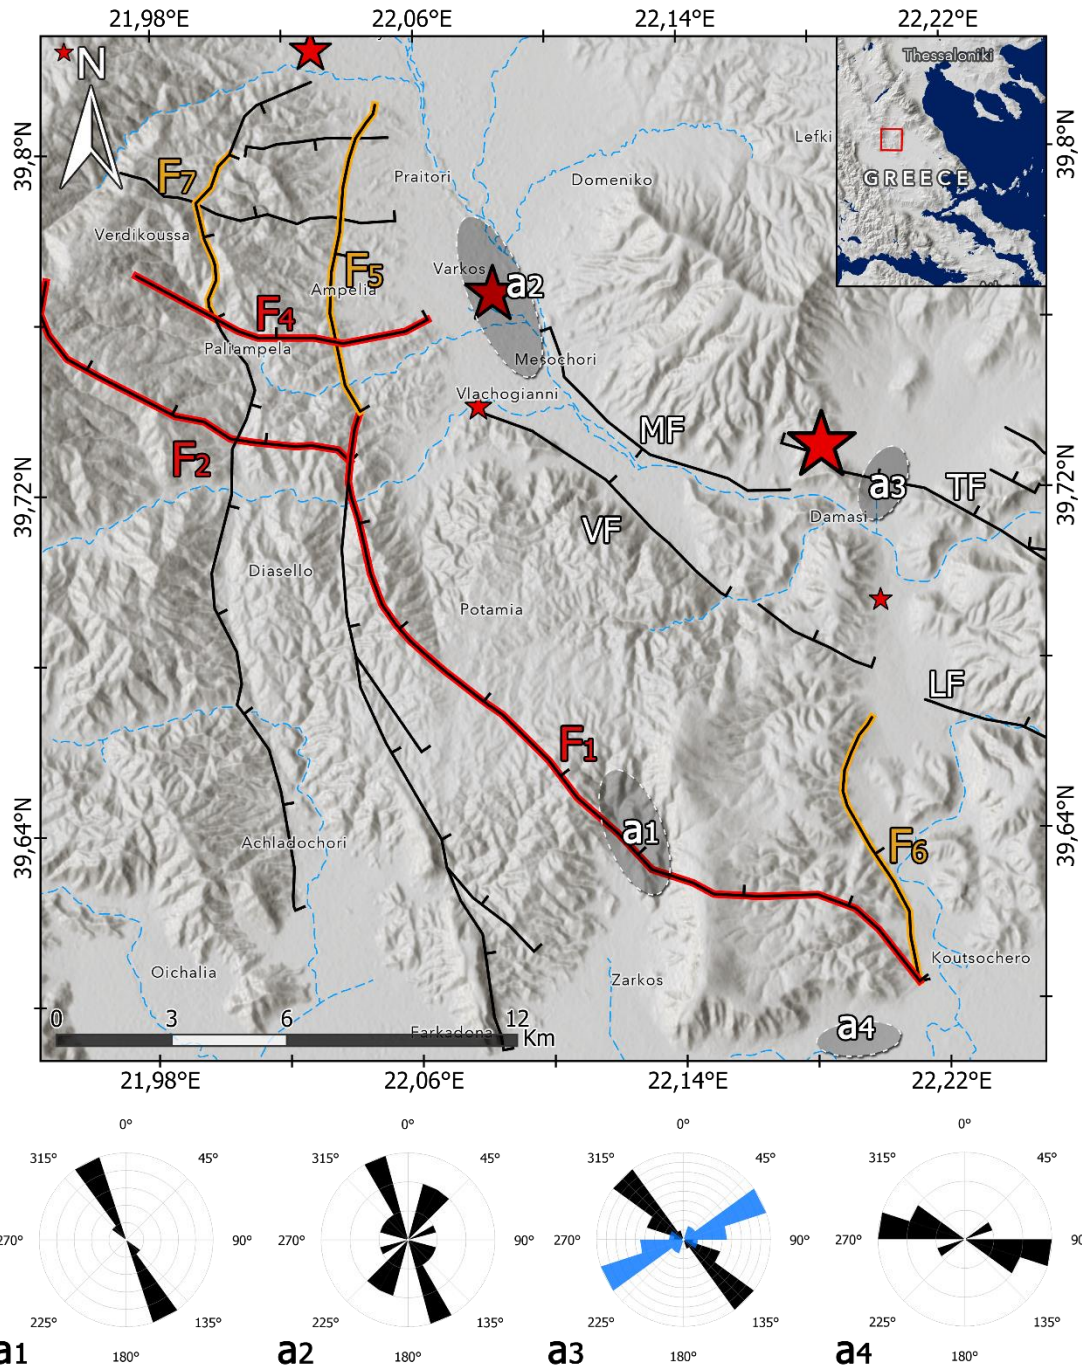 21,98°E 22,06°E 22,14°E 22,22°E
N
Thessaloniki
GREECE
39,8°N
39,8°N
Lefki
F7
Praitori
Domeniko
Verdikoussa
F5
Varkos
a2
Ampelia
F4
Paliampela
Mesochori
Vlachogianni
MF
F2
a3
TF
39,72°N
39,72°N
VF
Damasi
Diasello
Potamia
LF
F1
a1
39,64°N
39,64°N
F6
Achladochori
Oichalia
Zarkos
Koutsochero
0 3 6 12
Km
Farkadona
a4
21,98°E 22,06°E 22,14°E 22,22°E
0° 0° 0° 0°
315° 45° 315° 45° 315° 45° 315° 45°
270° 90° 270° 90° 270° 90° 270° 90
225° 135° 225° 135° 225° 135° 225° 135°
a1 180° a2 180° a3 180° a4 180°